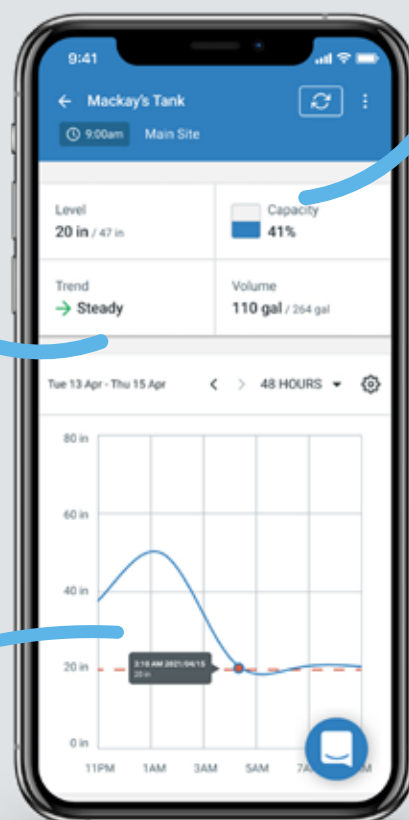 9:41
Mackay's Tank
9:00am Main Site
Level
20 in / 47 in
Capacity
41%
Trend
Steady
Volume
110 gal / 264 gal
Tue 13 Apr - Thu 15 Apr
48 HOURS
80 in
60 in
40 in
3:10 AM 2021/04/15
20 in
20 in
0 in
11PM 1AM 3AM 5AM